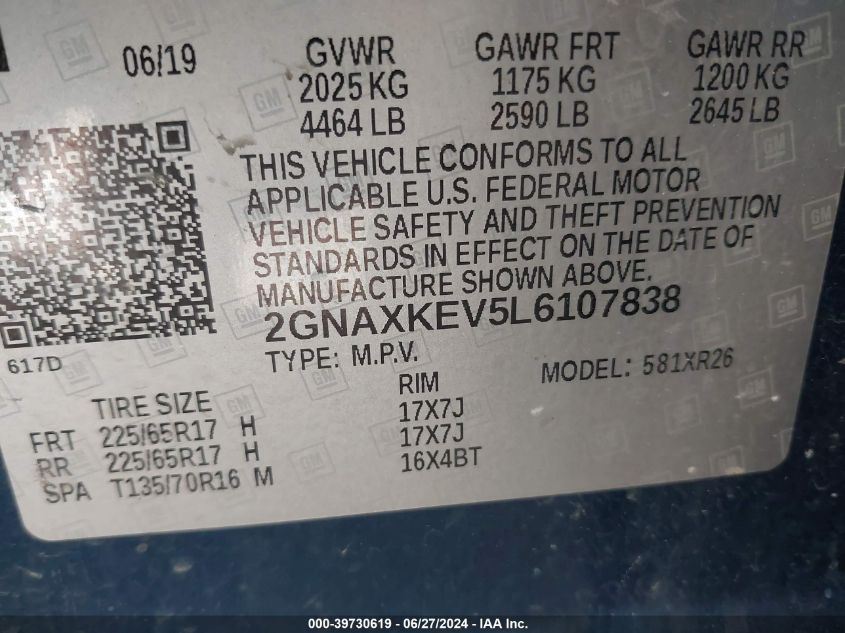 06/19 GVWR GAWR FRT GAWR RR
2025 KG 1175 KG 1200 KG
4464 LB 2590 LB 2645 LB
THIS VEHICLE CONFORMS TO ALL
APPLICABLE U.S. FEDERAL MOTOR
VEHICLE SAFETY AND THEFT PREVENTION
STANDARDS IN EFFECT ON THE DATE OF
MANUFACTURE SHOWN ABOVE.
2GNAXKEV5L6107838
617D TYPE: M.P.V. MODEL: 581XR26
TIRE SIZE RIM
FRT 225/65R17 H 17X7J
RR 225/65R17 H 17X7J
SPA T135/70R16 M 16X4BT
000-39730619 - 06/27/2024 - IAA Inc.